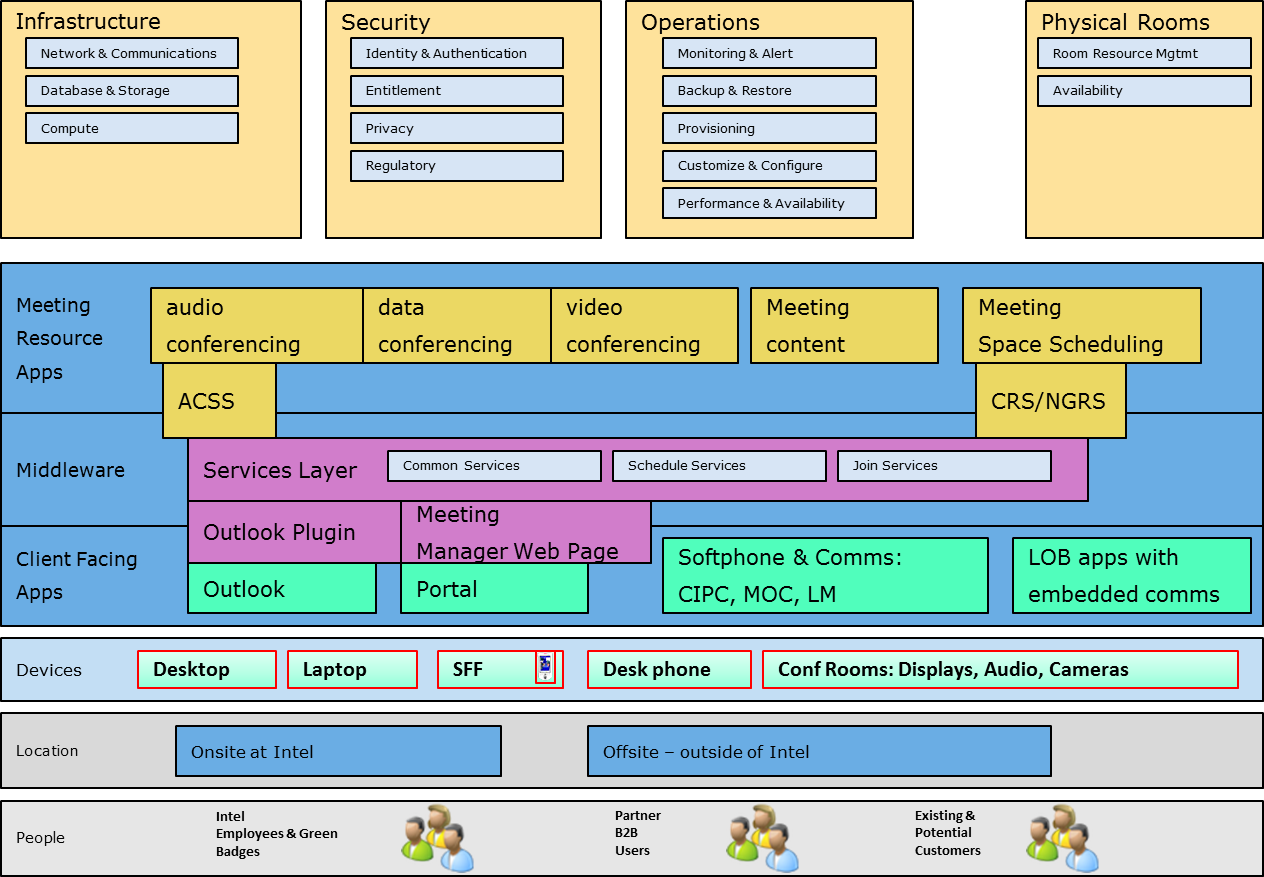 Infrastructure
Network & Communications
Database & Storage
Compute
Security
Identity & Authentication
Entitlement
Privacy
Regulatory
Operations
Monitoring & Alert
Backup & Restore
Provisioning
Customize & Configure
Performance & Availability
Physical Rooms
Room Resource Mgtmt
Availability
Meeting
Resource
Apps
audio
conferencing
data
conferencing
video
conferencing
Meeting
content
Meeting
Space Scheduling
ACSS
CRS/NGRS
Middleware
Services Layer
Common Services
Schedule Services
Join Services
Outlook Plugin
Meeting
Manager Web Page
Client Facing
Apps
Outlook
Portal
Softphone & Comms:
CIPC, MOC, LM
LOB apps with
embedded comms
Devices
Desktop
Laptop
SFF
Desk phone
Conf Rooms: Displays, Audio, Cameras
Location
Onsite at Intel
Offsite – outside of Intel
People
Intel
Employees & Green
Badges
Partner
B2B
Users
Existing &
Potential
Customers